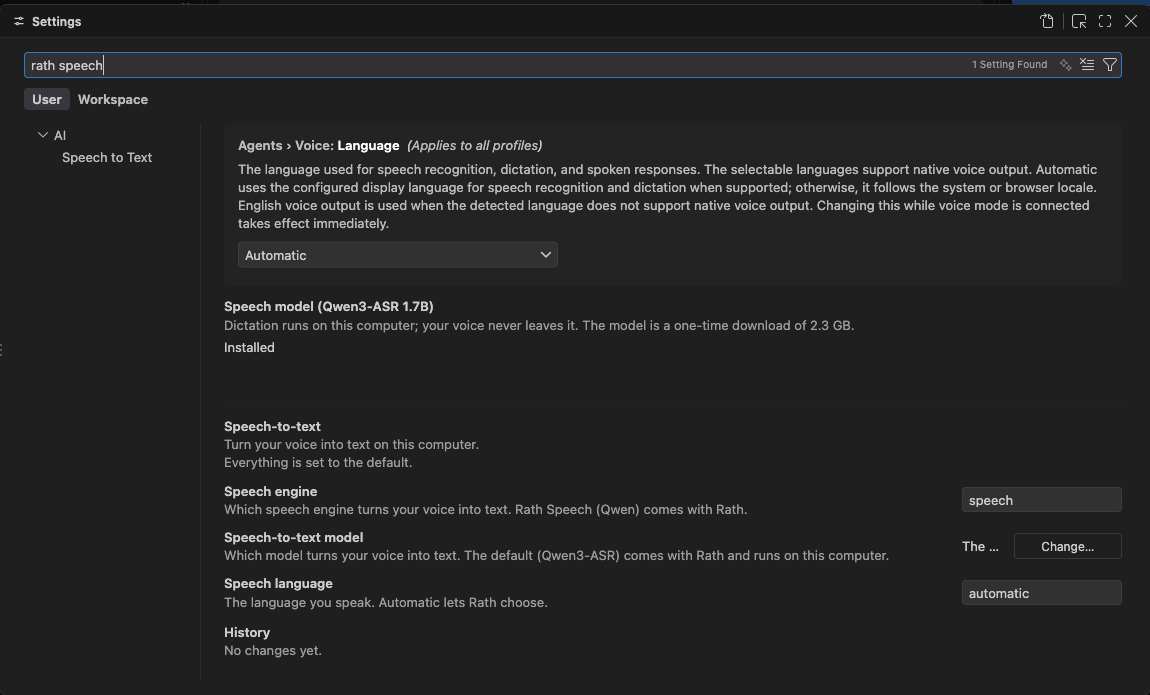 Settings
rath speech
1 Setting Found
User
Workspace
AI
Speech to Text
Agents › Voice: Language (Applies to all profiles)
The language used for speech recognition, dictation, and spoken responses. The selectable languages support native voice output. Automatic
uses the configured display language for speech recognition and dictation when supported; otherwise, it follows the system or browser locale.
English voice output is used when the detected language does not support native voice output. Changing this while voice mode is connected
takes effect immediately.
Automatic
Speech model (Qwen3-ASR 1.7B)
Dictation runs on this computer; your voice never leaves it. The model is a one-time download of 2.3 GB.
Installed
Speech-to-text
Turn your voice into text on this computer.
Everything is set to the default.
Speech engine
Which speech engine turns your voice into text. Rath Speech (Qwen) comes with Rath.
speech
Speech-to-text model
Which model turns your voice into text. The default (Qwen3-ASR) comes with Rath and runs on this computer.
The ...
Change...
Speech language
The language you speak. Automatic lets Rath choose.
automatic
History
No changes yet.